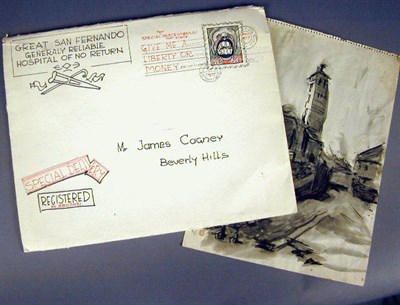 GREAT SAN FERNANDO
GENERALY RELIABLE
HOSPITAL OF NO RETURN
GIVE ME A
LIBERTY OR
MONEY
Mr James Cagney
Beverly Hills
SPECIAL DELIVERY
REGISTERED